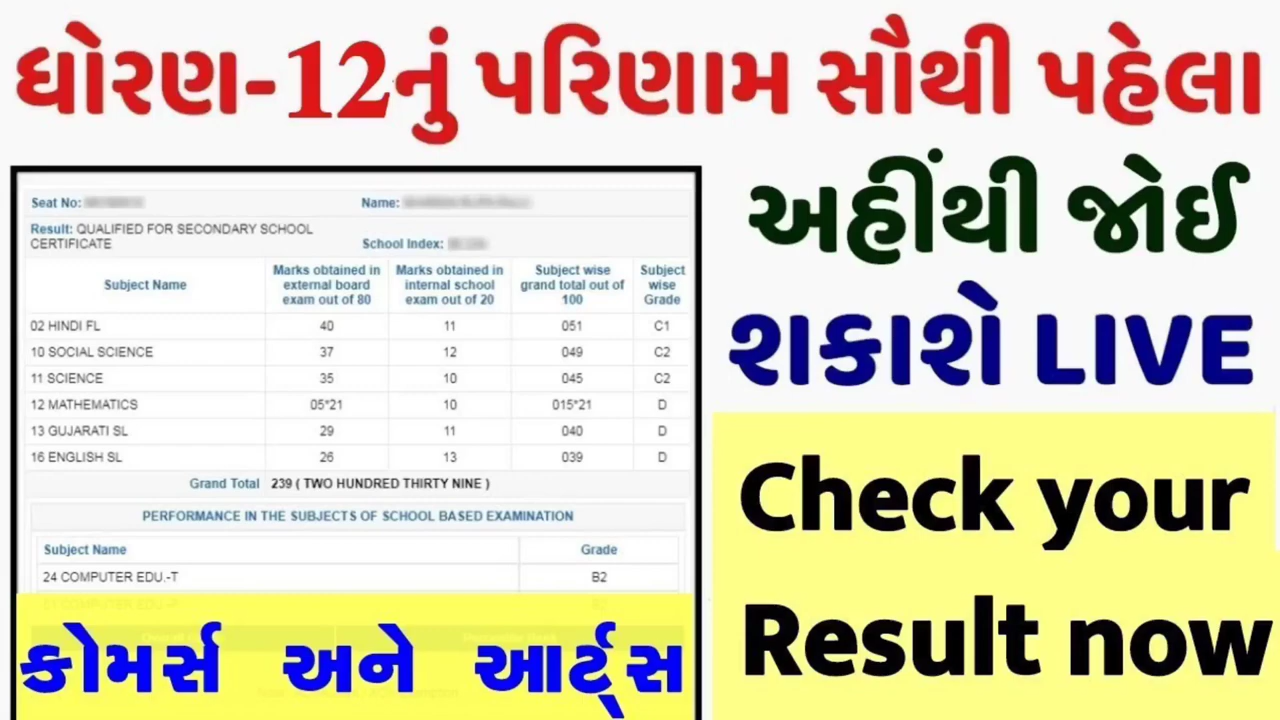 ધોરણ-12નું પરિણામ સૌથી પહેલા
અહીંથી જોઈ
શકાશે LIVE
Check your
Result now
Seat No:
Name:
Result: QUALIFIED FOR SECONDARY SCHOOL
CERTIFICATE
School Index:
Subject Name | Marks obtained in external board exam out of 80 | Marks obtained in internal school exam out of 20 | Subject wise grand total out of 100 | Subject wise Grade
02 HINDI FL 40 11 051 C1
10 SOCIAL SCIENCE 37 12 049 C2
11 SCIENCE 35 10 045 C2
12 MATHEMATICS 05*21 10 015*21 D
13 GUJARATI SL 29 11 040 D
16 ENGLISH SL 26 13 039 D
Grand Total 239 ( TWO HUNDRED THIRTY NINE )
PERFORMANCE IN THE SUBJECTS OF SCHOOL BASED EXAMINATION
Subject Name Grade
24 COMPUTER EDU.-T B2
કોમર્સ અને આર્ટ્સ